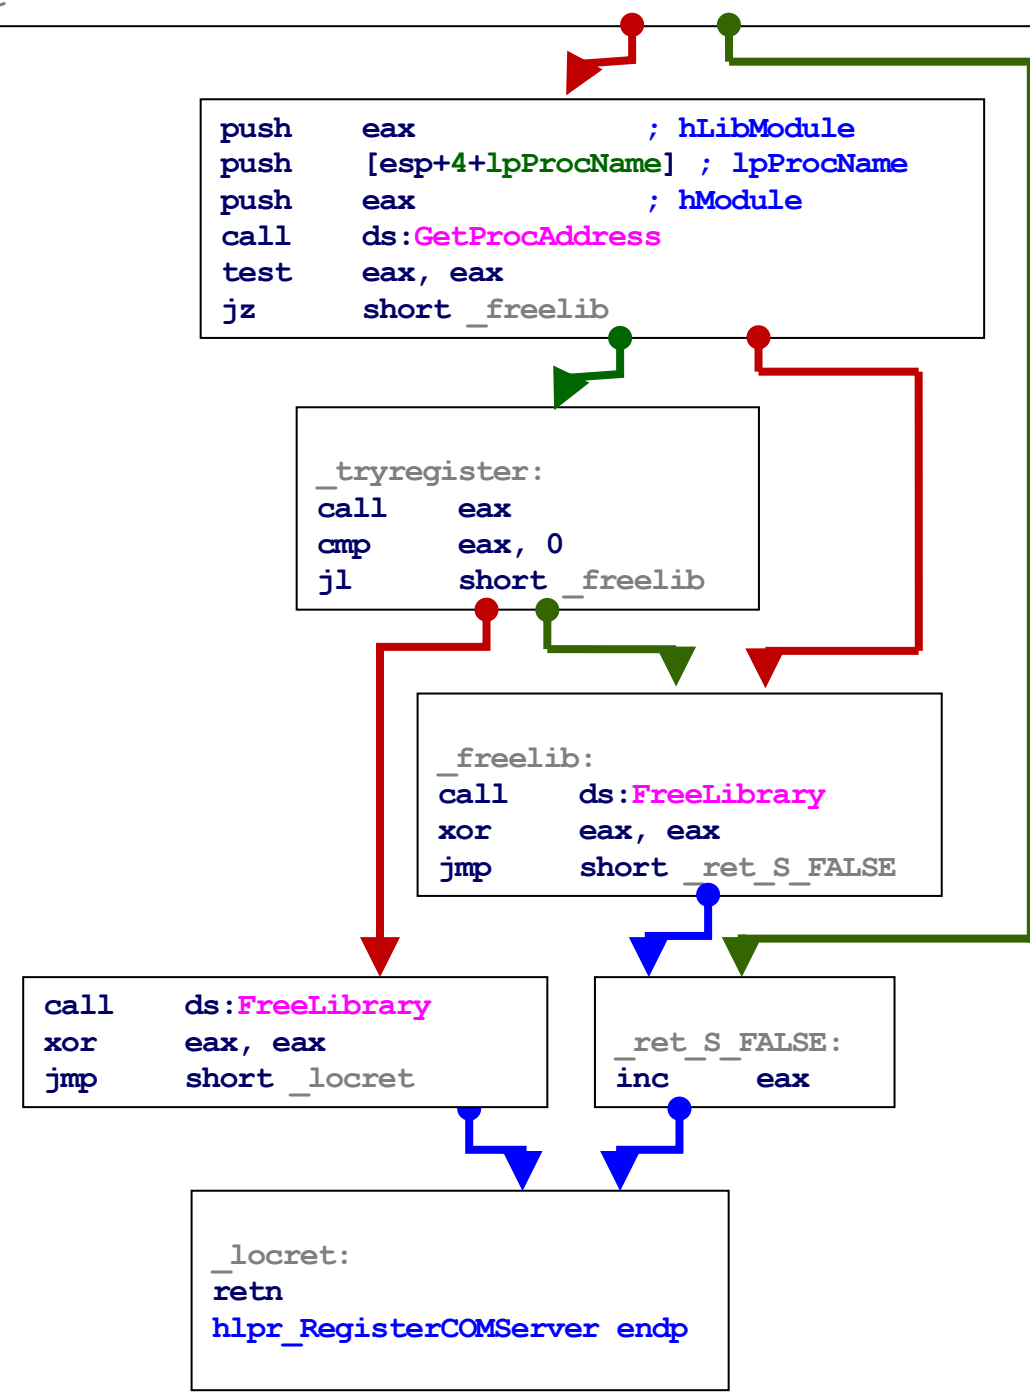 push eax ; hLibModule
push [esp+4+lpProcName] ; lpProcName
push eax ; hModule
call ds:GetProcAddress
test eax, eax
jz short _freelib
_tryregister:
call eax
cmp eax, 0
jl short _freelib
_freelib:
call ds:FreeLibrary
xor eax, eax
jmp short _ret_S_FALSE
call ds:FreeLibrary
xor eax, eax
jmp short _locret
_ret_S_FALSE:
inc eax
_locret:
retn
hlpr_RegisterCOMServer endp